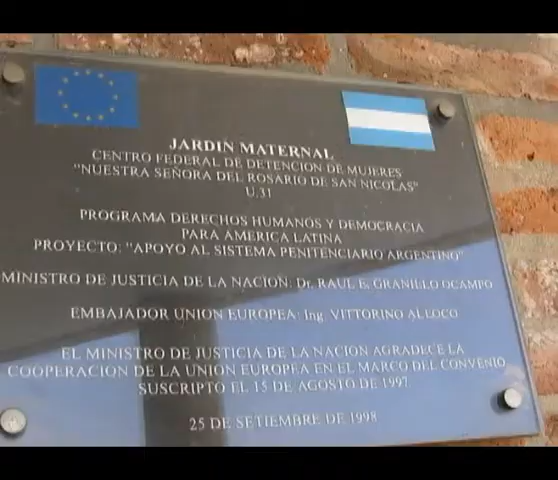 JARDIN MATERNAL
CENTRO FEDERAL DE DETENCION DE MUJERES
"NUESTRA SEÑORA DEL ROSARIO DE SAN NICOLAS"
U.31
PROGRAMA DERECHOS HUMANOS Y DEMOCRACIA
PARA AMERICA LATINA
PROYECTO: "APOYO AL SISTEMA PENITENCIARIO ARGENTINO"
MINISTRO DE JUSTICIA DE LA NACION: Dr. RAUL E. GRANILLO OCAMPO
EMBAJADOR UNION EUROPEA: Ing. VITTORINO ALLOCO
EL MINISTRO DE JUSTICIA DE LA NACION AGRADECE LA
COOPERACION DE LA UNION EUROPEA EN EL MARCO DEL CONVENIO
SUSCRIPTO EL 15 DE AGOSTO DE 1997
25 DE SETIEMBRE DE 1998